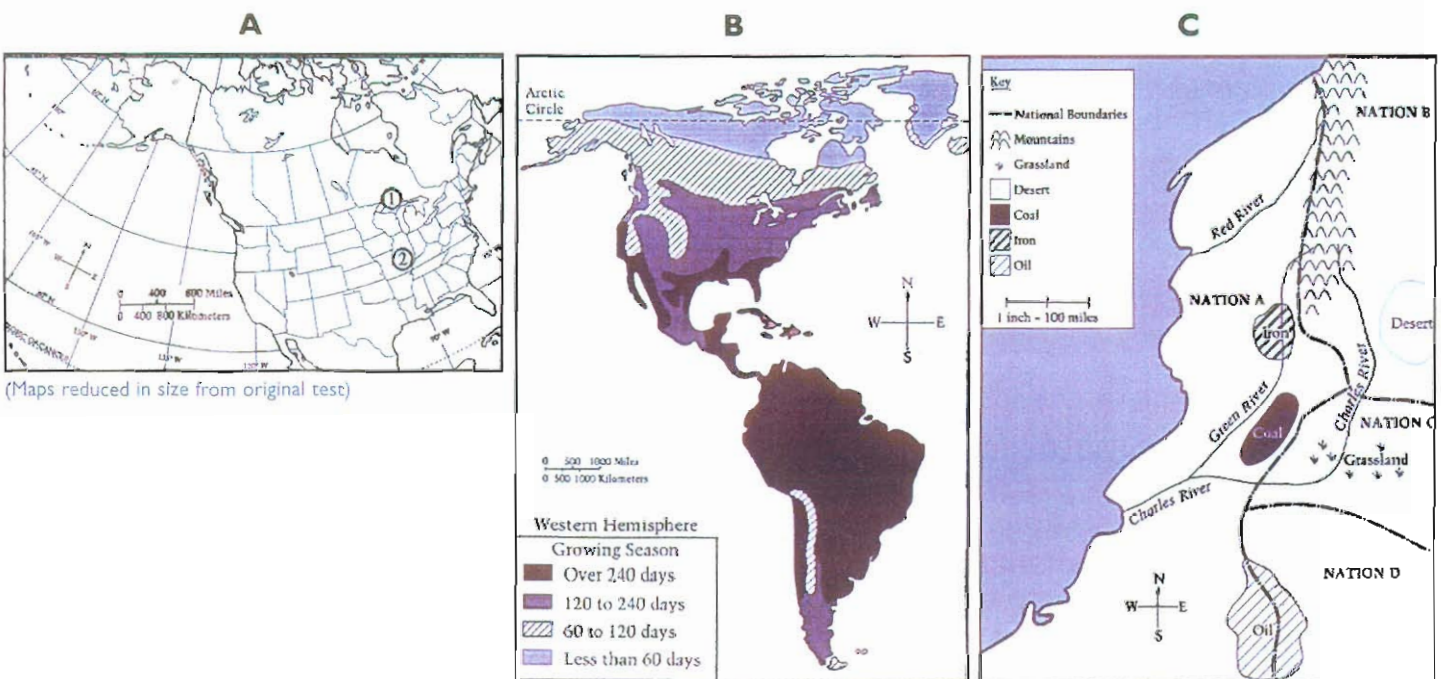 A
1
2
N
W
E
S
0 400 800 Miles
0 400 800 Kilometers
120° W
90° W
(Maps reduced in size from original test)
B
Arctic
Circle
N
W
E
S
0 500 1000 Miles
0 500 1000 Kilometers
Western Hemisphere
Growing Season
Over 240 days
120 to 240 days
60 to 120 days
Less than 60 days
C
Key
National Boundaries
Mountains
Grassland
Desert
Coal
Iron
Oil
1 inch - 100 miles
NATION B
Red River
NATION A
Iron
Desert
Green River
Charles River
Coal
NATION C
Grassland
Charles River
NATION D
N
W
E
S
Oil